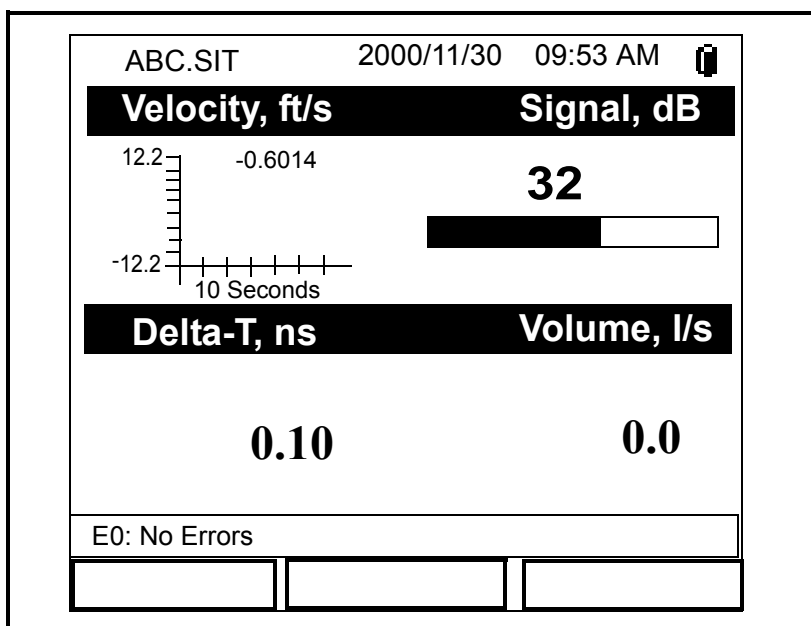 ABC.SIT 2000/11/30 09:53 AM
Velocity, ft/s Signal, dB
12.2 -0.6014
32
-12.2
10 Seconds
Delta-T, ns Volume, l/s
0.10 0.0
E0: No Errors